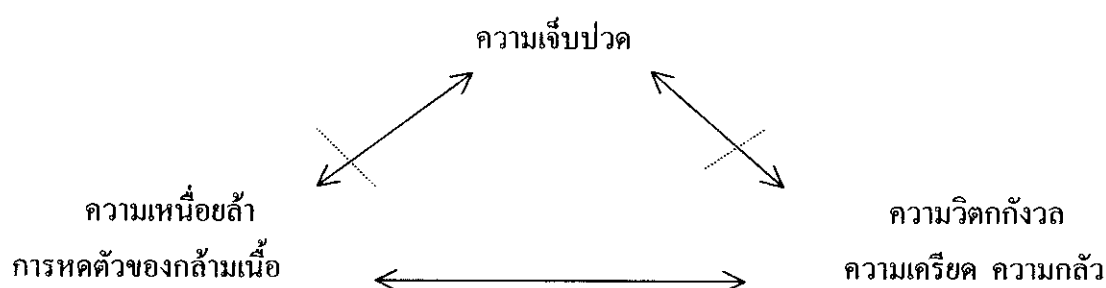 ความเจ็บปวด
ความเหนื่อยล้า
ความวิตกกังวล
การหดตัวของกล้ามเนื้อ
ความเครียด ความกลัว